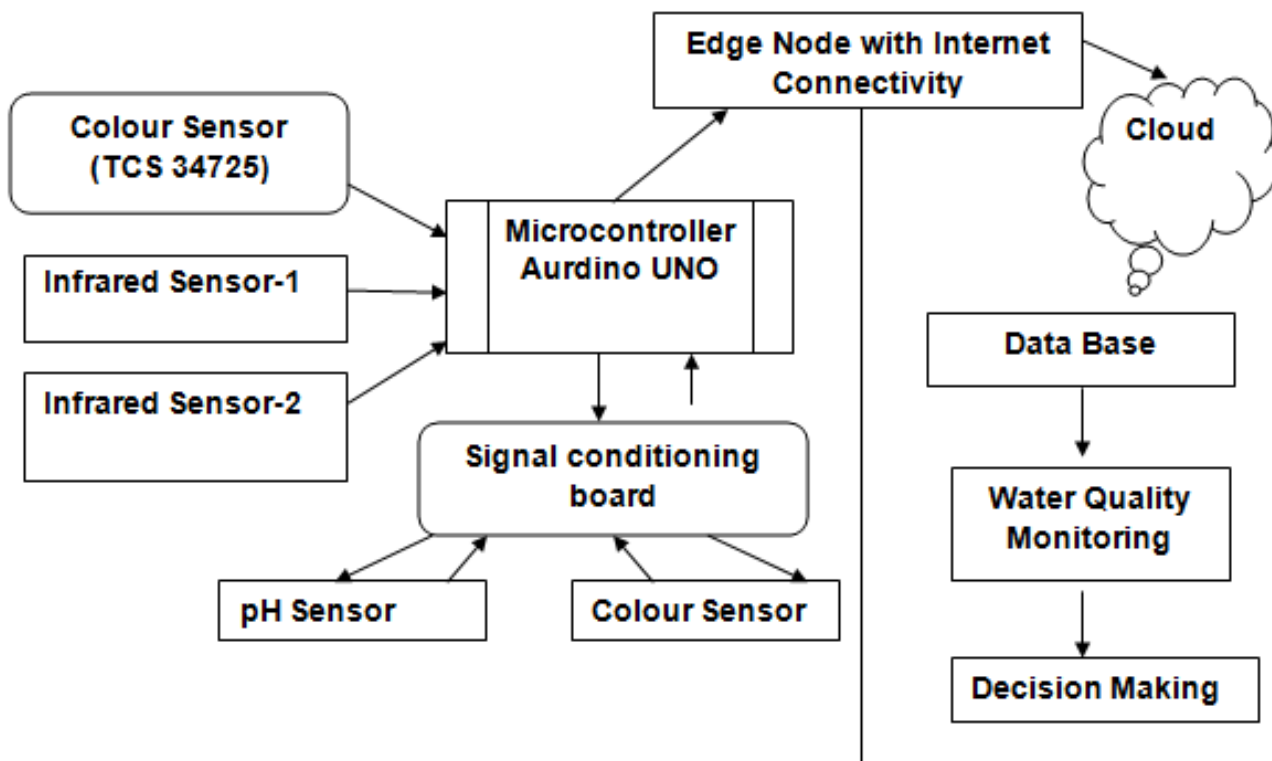 Edge Node with Internet
Connectivity
Colour Sensor
(TCS 34725)
Cloud
Microcontroller
Aurdino UNO
Infrared Sensor-1
Infrared Sensor-2
Signal conditioning
board
pH Sensor
Colour Sensor
Data Base
Water Quality
Monitoring
Decision Making